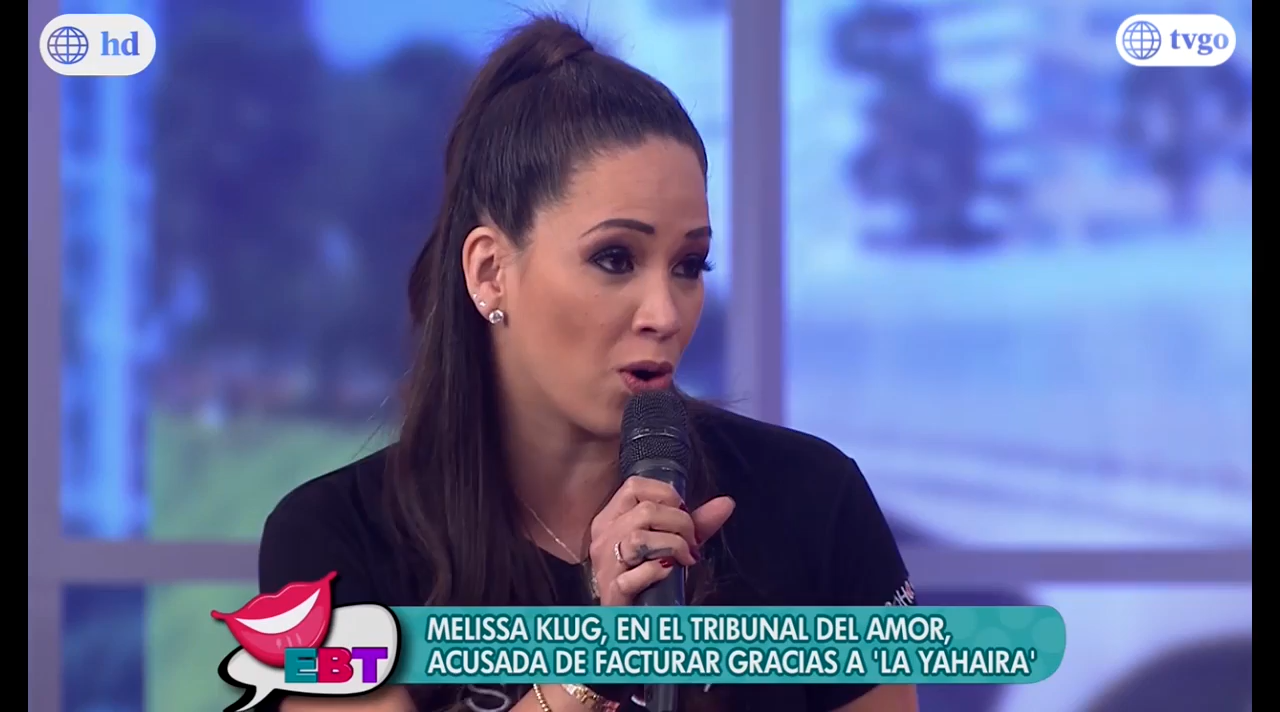 hd
tvgo
MELISSA KLUG, EN EL TRIBUNAL DEL AMOR,
ACUSADA DE FACTURAR GRACIAS A 'LA YAHAIRA'
EBT